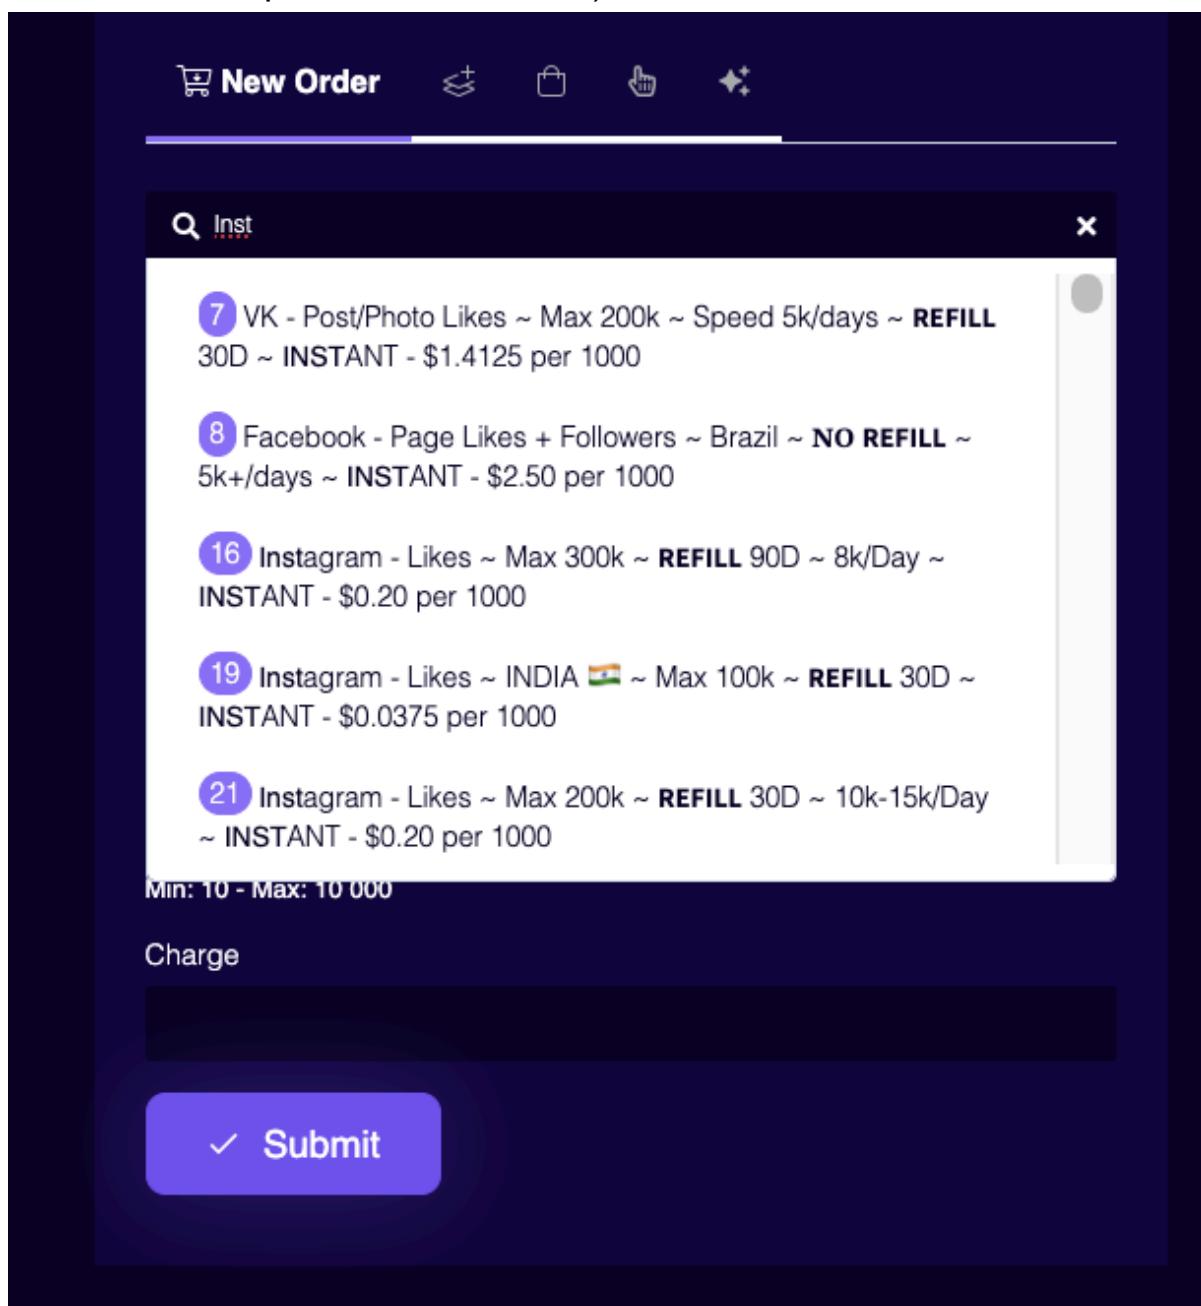 New Order
Inst
7 VK - Post/Photo Likes ~ Max 200k ~ Speed 5k/days ~ REFILL
30D ~ INSTANT - $1.4125 per 1000
8 Facebook - Page Likes + Followers ~ Brazil ~ NO REFILL ~
5k+/days ~ INSTANT - $2.50 per 1000
16 Instagram - Likes ~ Max 300k ~ REFILL 90D ~ 8k/Day ~
INSTANT - $0.20 per 1000
19 Instagram - Likes ~ INDIA 🇮🇳 ~ Max 100k ~ REFILL 30D ~
INSTANT - $0.0375 per 1000
21 Instagram - Likes ~ Max 200k ~ REFILL 30D ~ 10k-15k/Day
~ INSTANT - $0.20 per 1000
Min: 10 - Max: 10 000
Charge
Submit